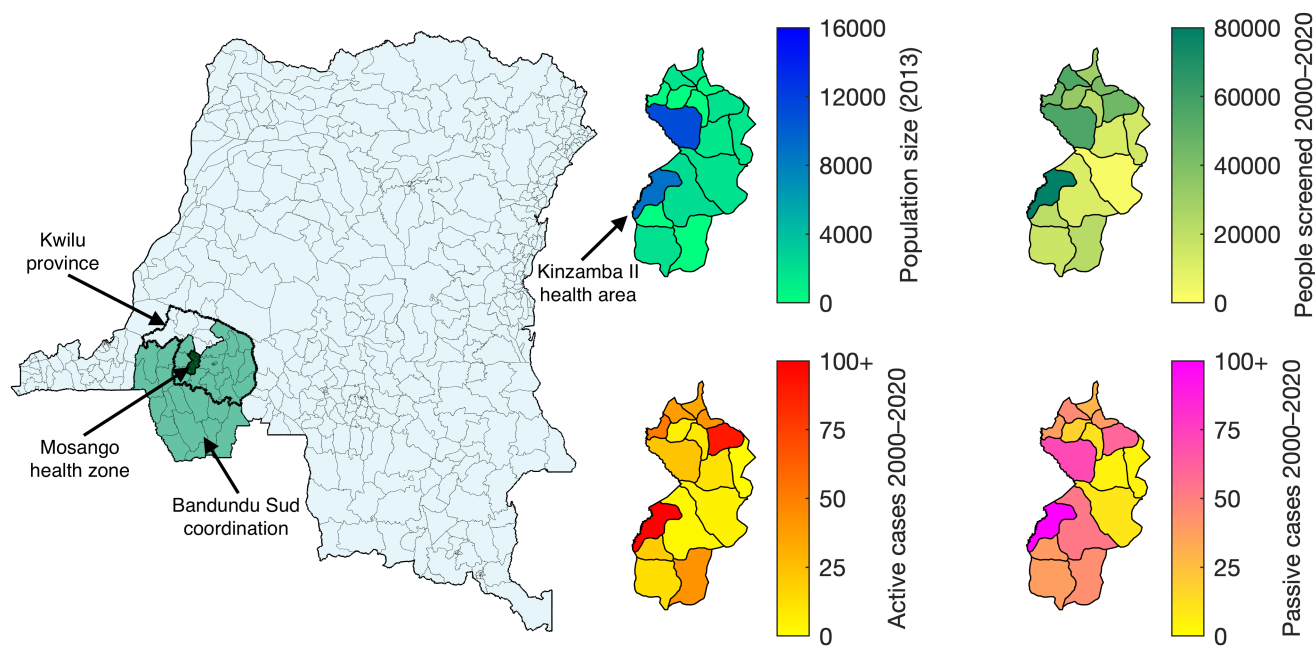 Kwilu
province
Mosango
health zone
Bandundu Sud
coordination
Kinzamba II
health area
16000
12000
8000
4000
0
Population size (2013)
80000
60000
40000
20000
0
People screened 2000–2020
100+
75
50
25
0
Active cases 2000–2020
100+
75
50
25
0
Passive cases 2000–2020